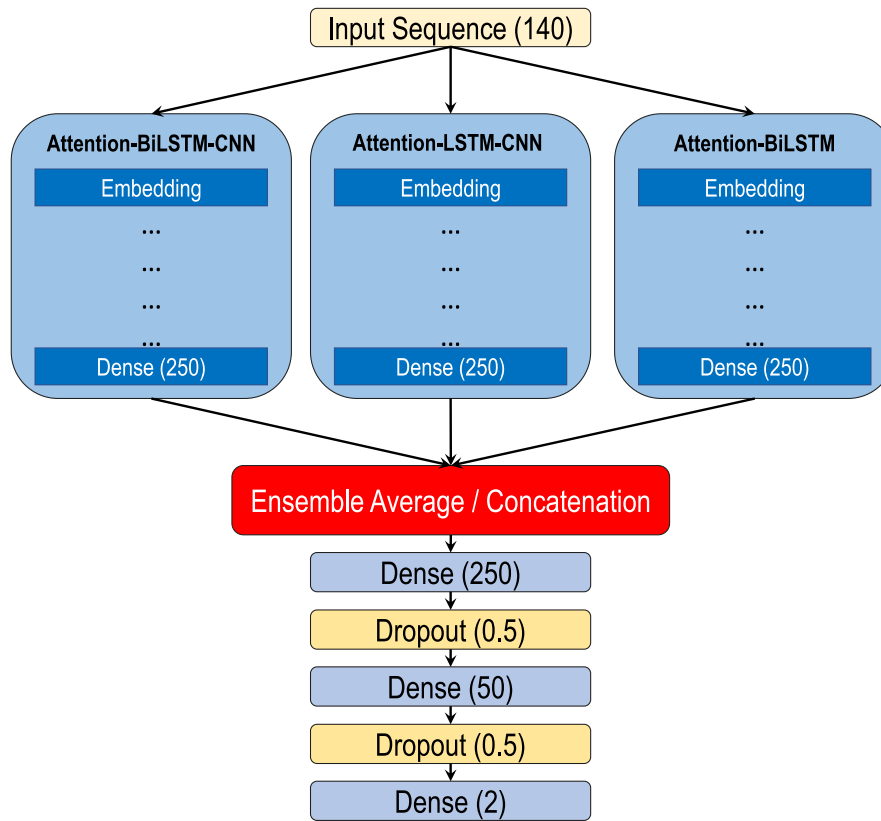 Input Sequence (140)
Attention-BiLSTM-CNN
Embedding
...
...
...
...
Dense (250)
Attention-LSTM-CNN
Embedding
...
...
...
...
Dense (250)
Attention-BiLSTM
Embedding
...
...
...
...
Dense (250)
Ensemble Average / Concatenation
Dense (250)
Dropout (0.5)
Dense (50)
Dropout (0.5)
Dense (2)